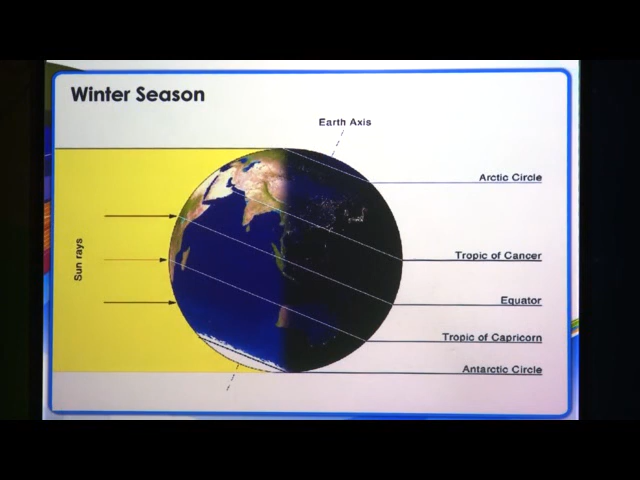 Winter Season
Earth Axis
Arctic Circle
Sun rays
Tropic of Cancer
Equator
Tropic of Capricorn
Antarctic Circle